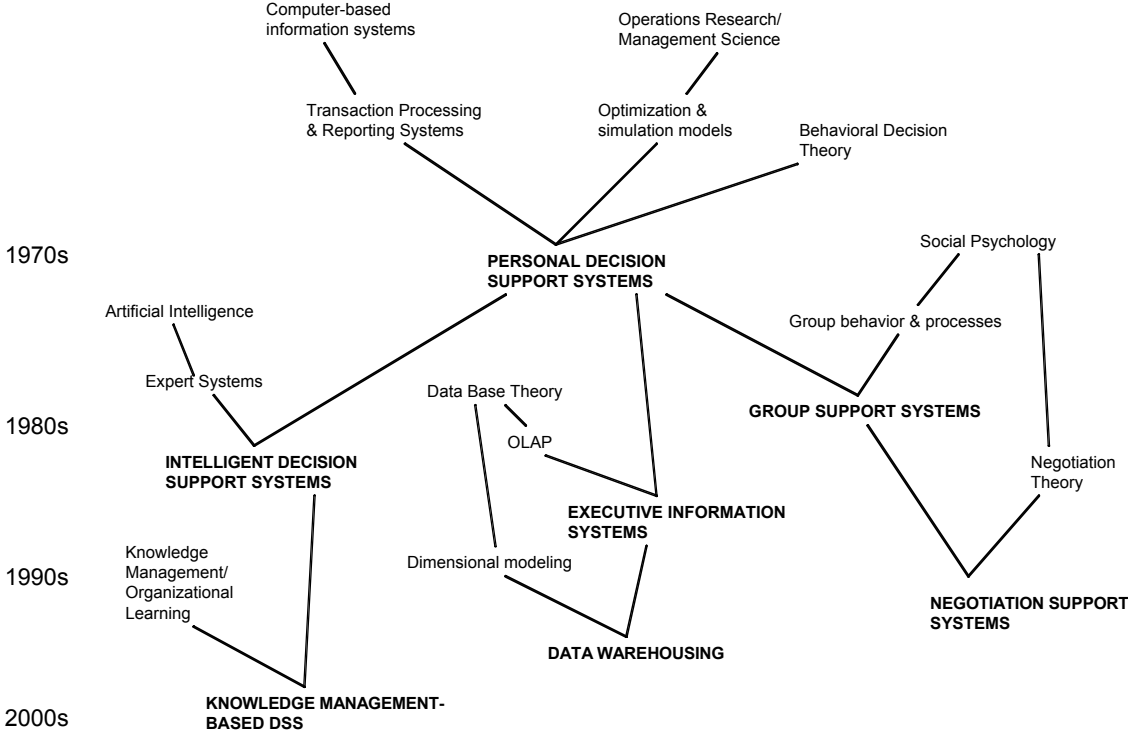 Computer-based
information systems
Operations Research/
Management Science
Transaction Processing
& Reporting Systems
Optimization &
simulation models
Behavioral Decision
Theory
1970s
PERSONAL DECISION
SUPPORT SYSTEMS
Social Psychology
Artificial Intelligence
Group behavior & processes
Expert Systems
Data Base Theory
GROUP SUPPORT SYSTEMS
1980s
OLAP
INTELLIGENT DECISION
SUPPORT SYSTEMS
Negotiation
Theory
EXECUTIVE INFORMATION
SYSTEMS
Knowledge
Management/
Organizational
Learning
Dimensional modeling
1990s
NEGOTIATION SUPPORT
SYSTEMS
DATA WAREHOUSING
KNOWLEDGE MANAGEMENT-
BASED DSS
2000s